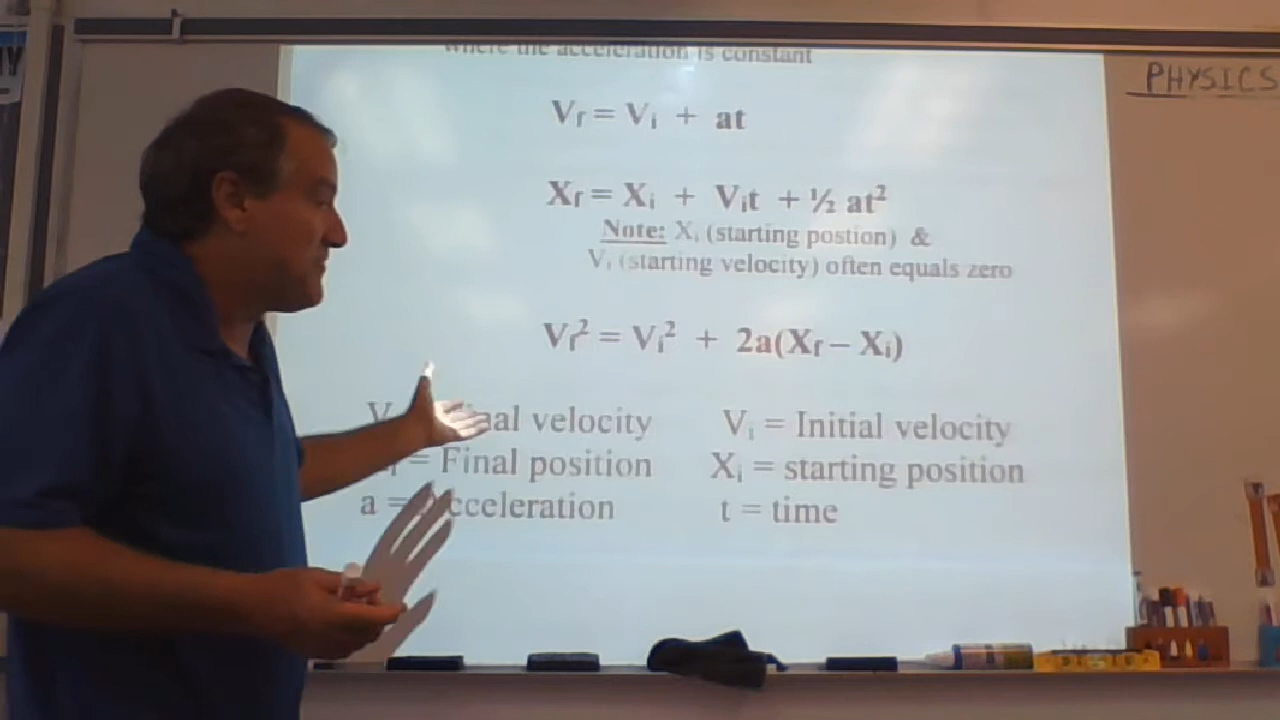 where the acceleration is constant
PHYSICS
Vf = Vi + at
Xf = Xi + Vit + ½ at²
Note: Xi (starting postion) &
Vi (starting velocity) often equals zero
Vf² = Vi² + 2a(Xf – Xi)
V velocity Vi = Initial velocity
f = Final position Xi = starting position
a = cceleration t = time